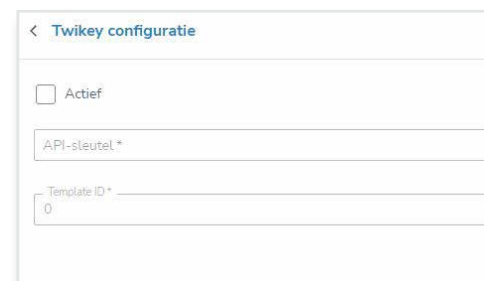 Twikey configuratie
Actief
API-sleutel *
Template ID *
0